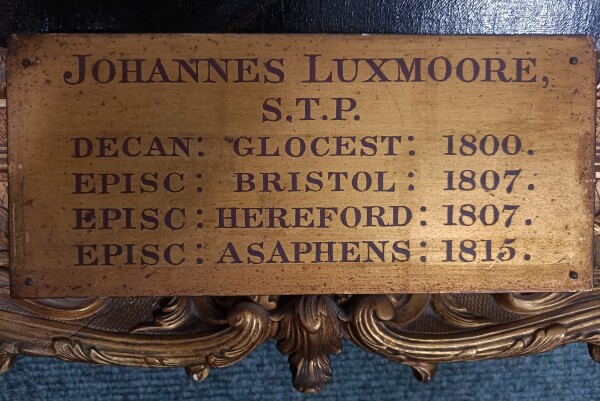 JOHANNES LUXMOORE,
S.T.P.
DECAN: GLOCEST: 1800.
EPISC: BRISTOL: 1807.
EPISC: HEREFORD: 1807.
EPISC: ASAPHENS: 1815.